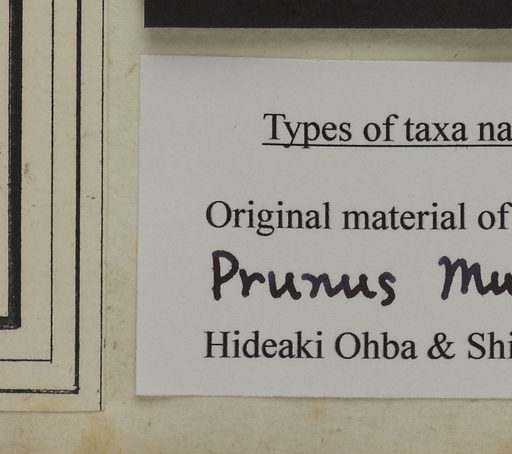 Types of taxa na
Original material of
Prunus Mu
Hideaki Ohba & Shi